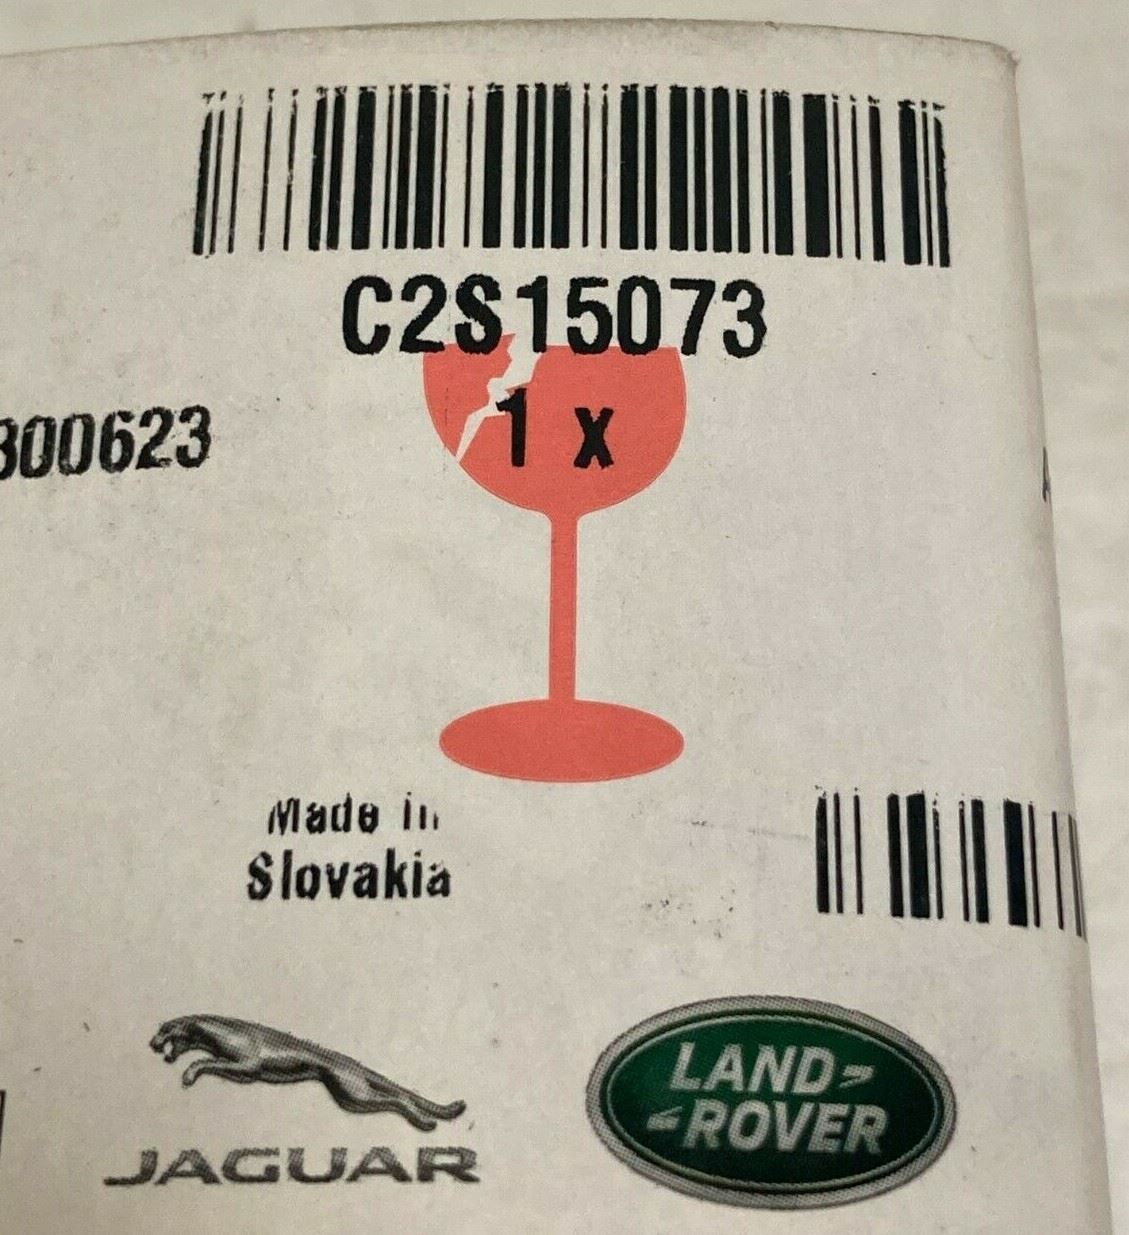 C2S15073
1 x
300623
Made in
Slovakia
JAGUAR
LAND-
-ROVER